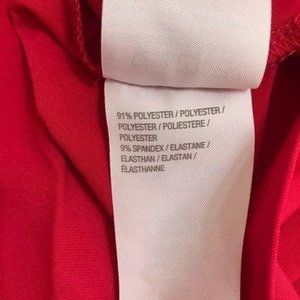 91% POLYESTER / POLYESTER /
POLYESTER / POLIESTERE /
POLYESTER
9% SPANDEX / ELASTANE /
ELASTHAN / ELASTAN /
ÉLASTHANNE